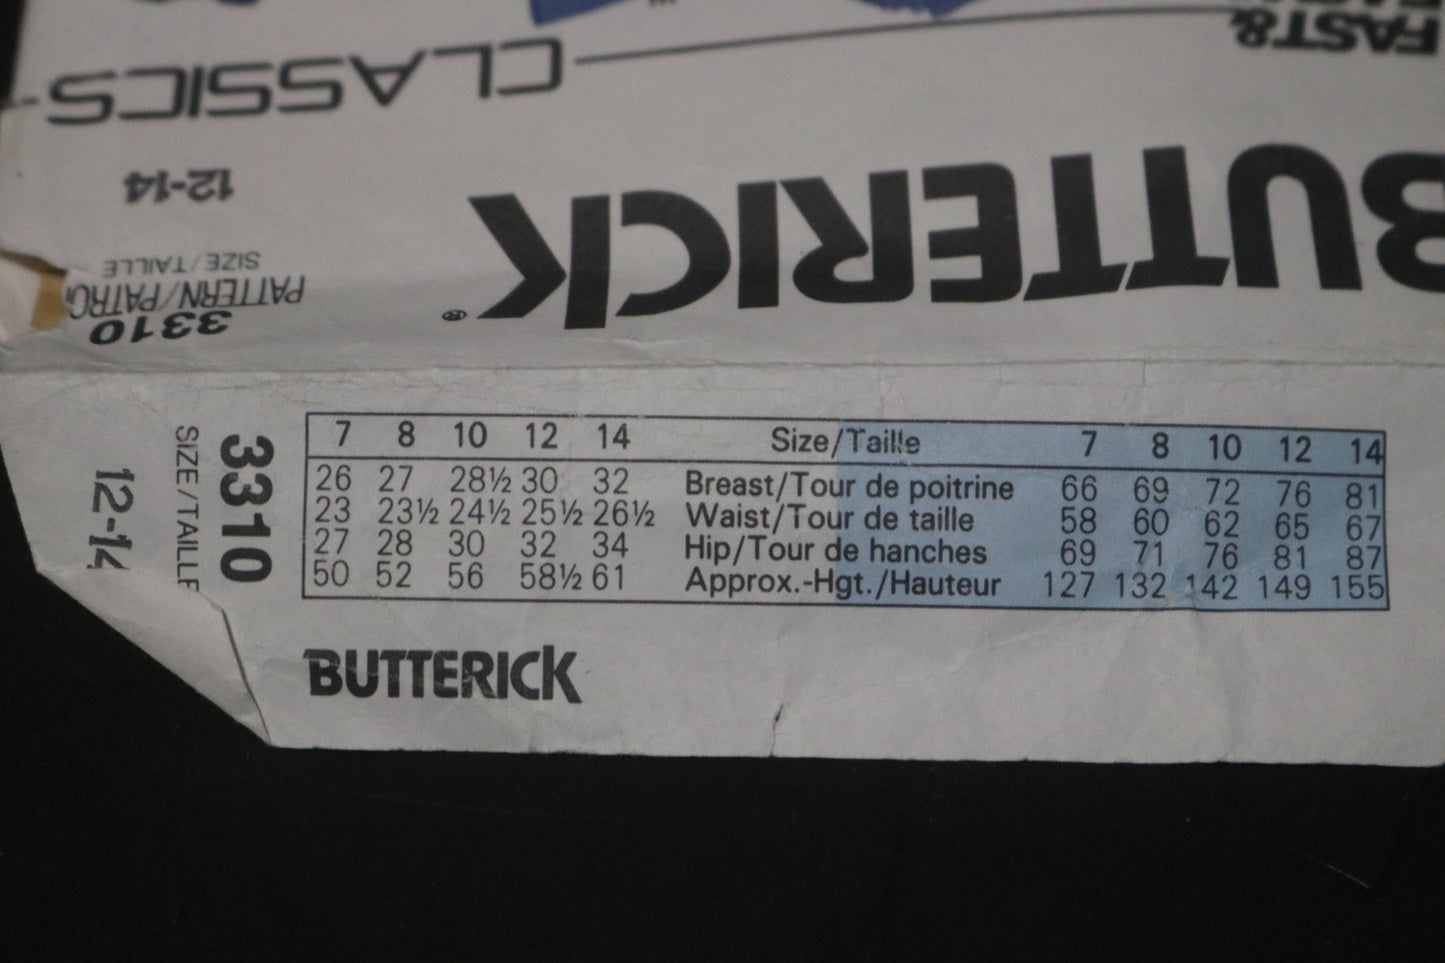 FAST&
CLASSICS
BUTTERICK®
12-14
SIZE/TAILLE
3310
SIZE/TAILLE
12-14
3310
7 8 10 12 14 Size/Taille 7 8 10 12 14
26 27 28½ 30 32 Breast/Tour de poitrine 66 69 72 76 81
23 23½ 24½ 25½ 26½ Waist/Tour de taille 58 60 62 65 67
27 28 30 32 34 Hip/Tour de hanches 69 71 76 81 87
50 52 56 58½ 61 Approx.-Hgt./Hauteur 127 132 142 149 155
BUTTERICK